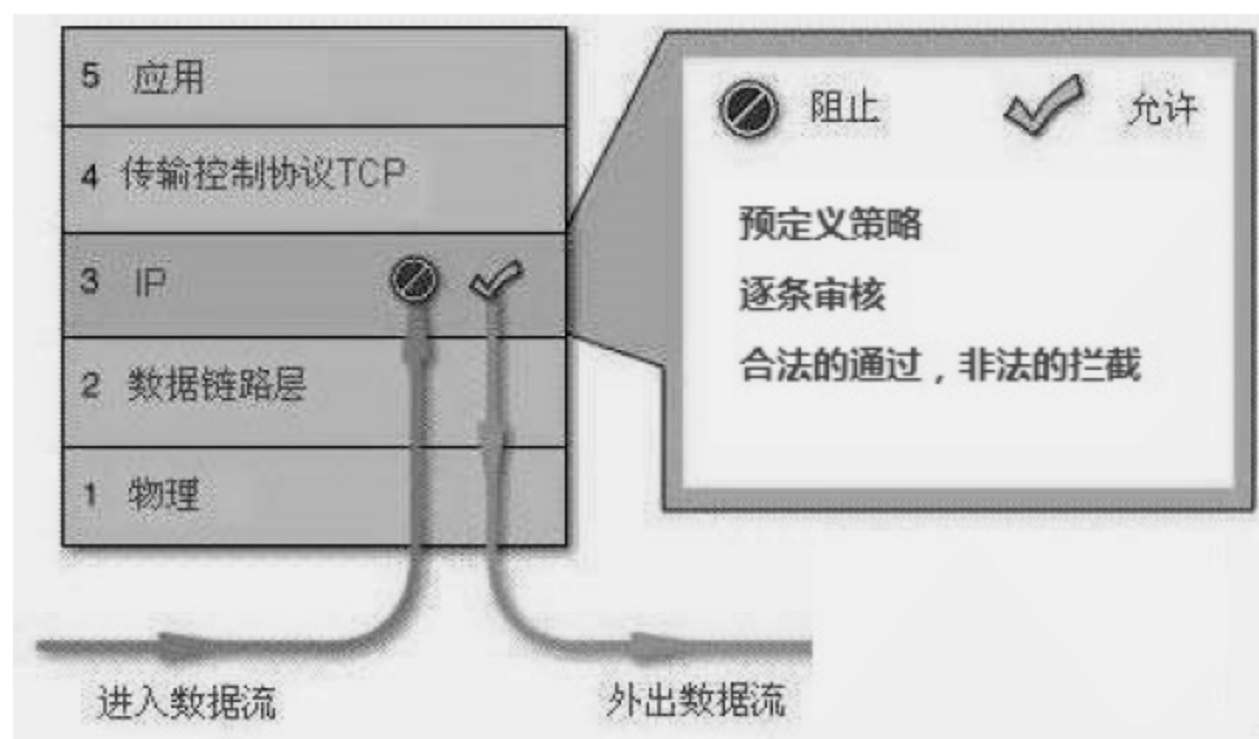 5 应用
4 传输控制协议TCP
3 IP
2 数据链路层
1 物理
进入数据流
外出数据流
阻止 允许
预定义策略
逐条审核
合法的通过，非法的拦截